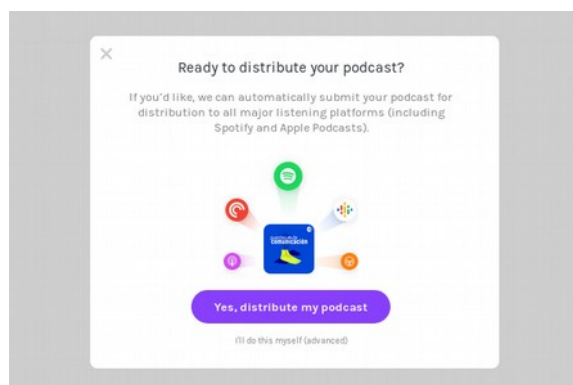 Ready to distribute your podcast?
If you'd like, we can automatically submit your podcast for
distribution to all major listening platforms (including
Spotify and Apple Podcasts).
comunicación
Yes, distribute my podcast
I'll do this myself (advanced)